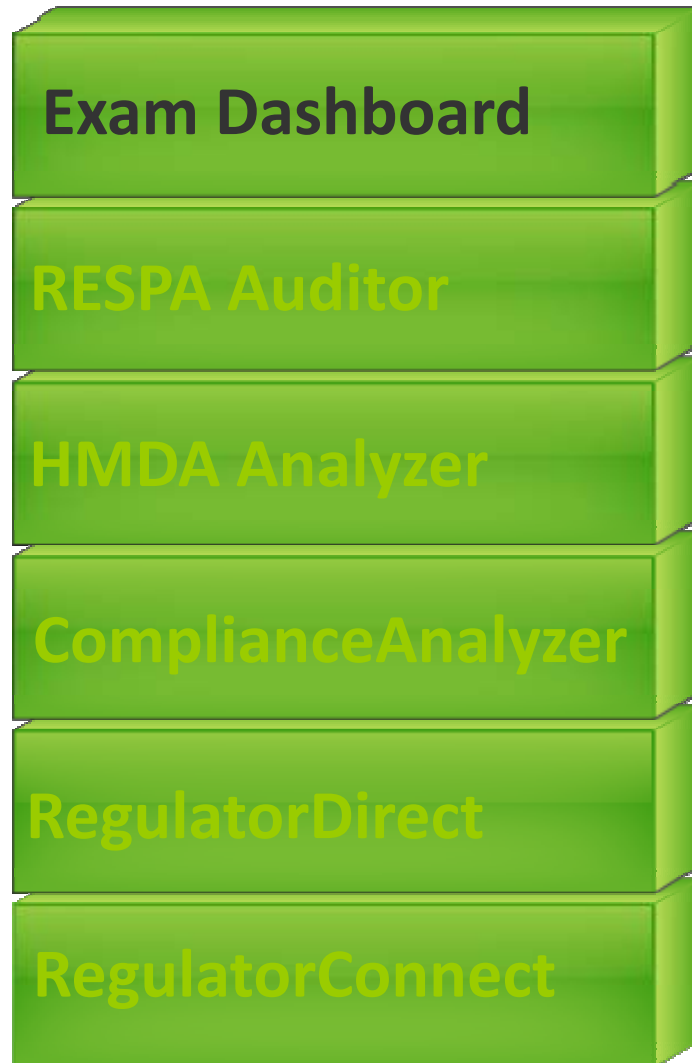 Exam Dashboard
RESPA Auditor
HMDA Analyzer
ComplianceAnalyzer
RegulatorDirect
RegulatorConnect